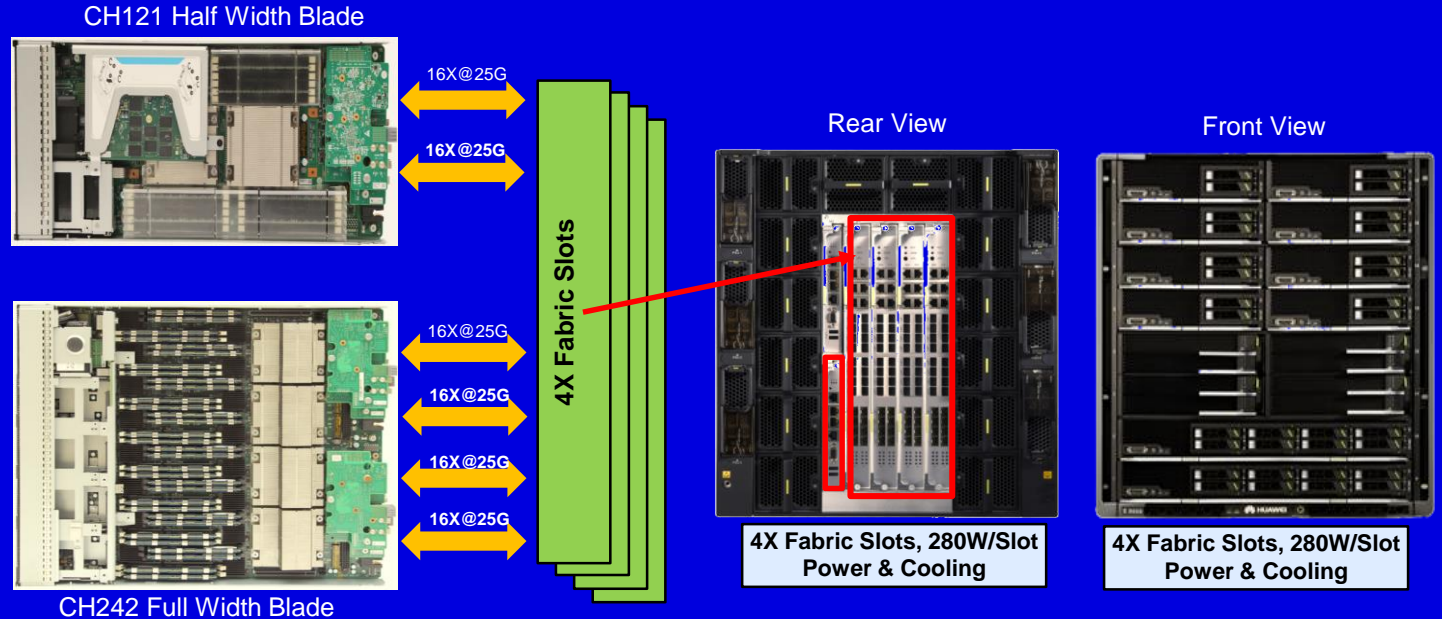 CH121 Half Width Blade
16X@25G
16X@25G
4X Fabric Slots
Rear View
Front View
16X@25G
16X@25G
16X@25G
16X@25G
HUAWEI
4X Fabric Slots, 280W/Slot
Power & Cooling
4X Fabric Slots, 280W/Slot
Power & Cooling
CH242 Full Width Blade